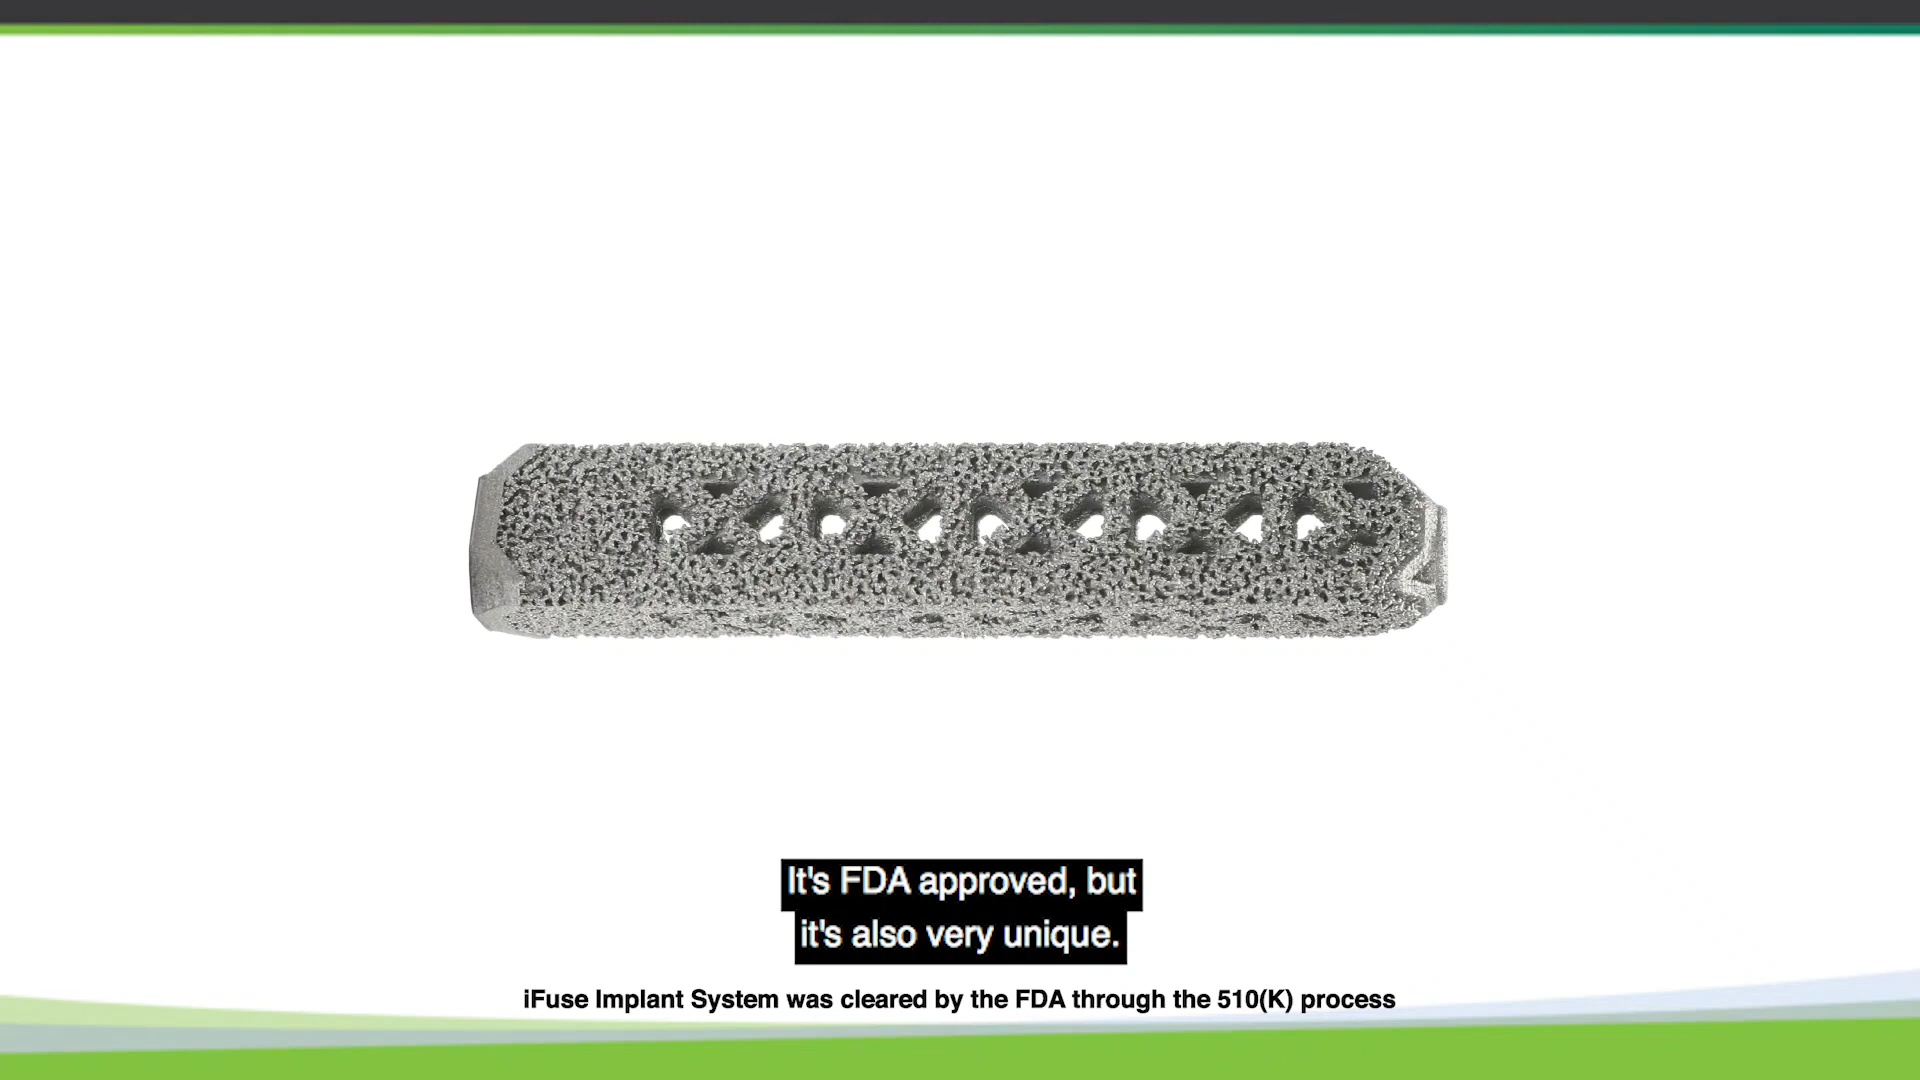 It's FDA approved, but
it's also very unique.
iFuse Implant System was cleared by the FDA through the 510(K) process